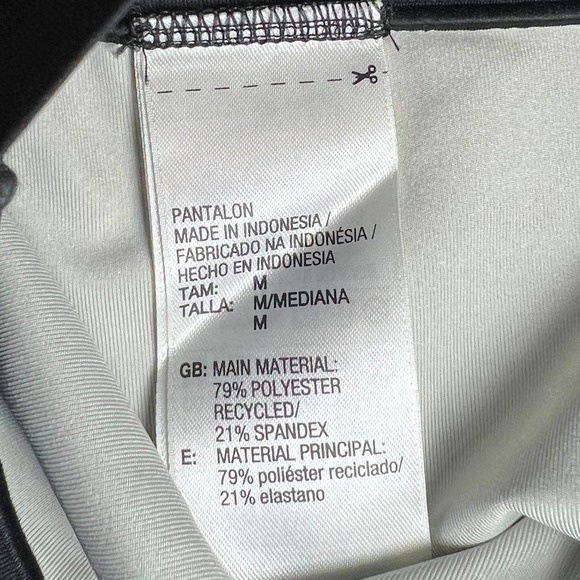 PANTALON
MADE IN INDONESIA /
FABRICADO NA INDONÉSIA /
HECHO EN INDONESIA
TAM: M
TALLA: M/MEDIANA
M
GB: MAIN MATERIAL:
79% POLYESTER
RECYCLED/
21% SPANDEX
E: MATERIAL PRINCIPAL:
79% poliéster reciclado/
21% elastano